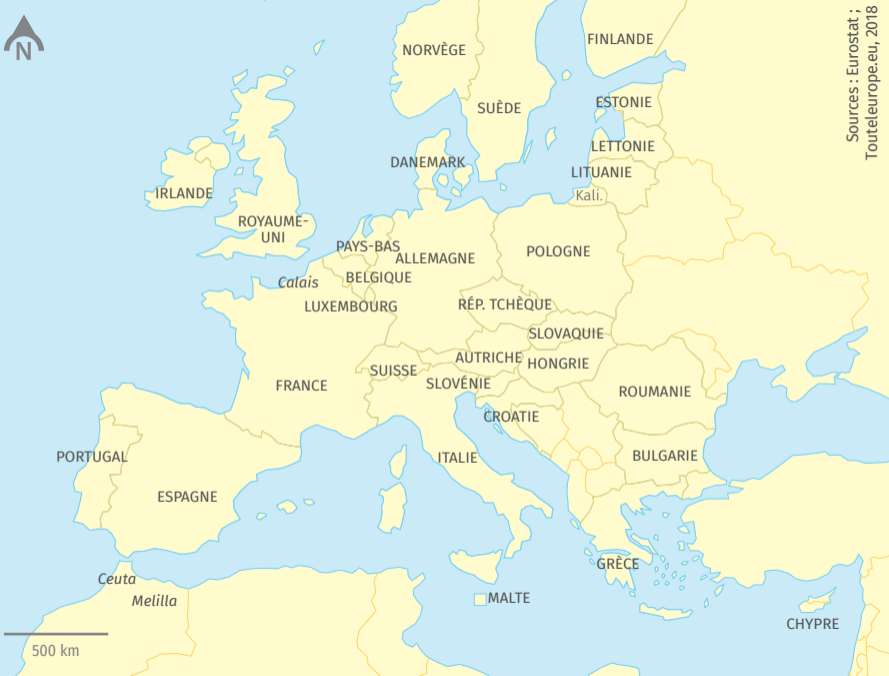 N
Sources : Eurostat ;
Touteleurope.eu, 2018
FINLANDE
NORVÈGE
ESTONIE
SUÈDE
LETTONIE
DANEMARK
LITUANIE
IRLANDE
Kali.
ROYAUME-
UNI
PAYS-BAS
ALLEMAGNE
POLOGNE
Calais
BELGIQUE
LUXEMBOURG
RÉP. TCHÈQUE
SLOVAQUIE
AUTRICHE
HONGRIE
SUISSE
SLOVÉNIE
FRANCE
ROUMANIE
CROATIE
PORTUGAL
ITALIE
BULGARIE
ESPAGNE
GRÈCE
Ceuta
Melilla
MALTE
CHYPRE
500 km